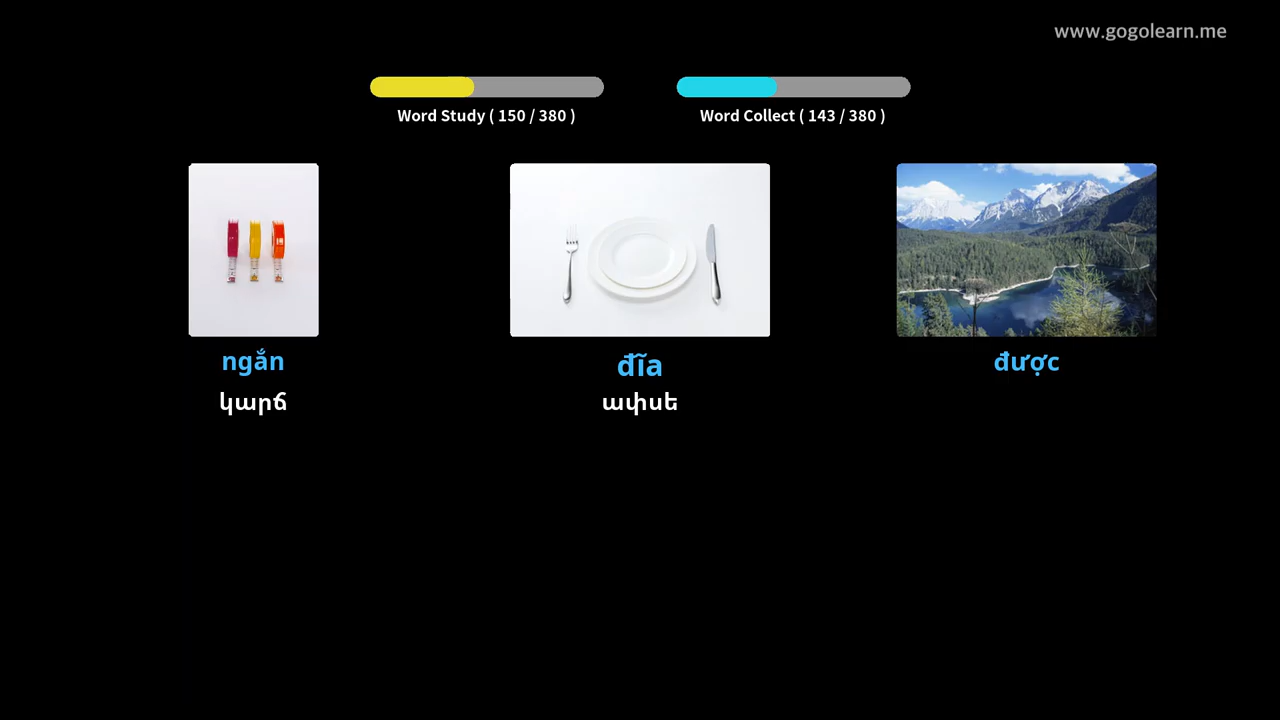 www.gogolearn.me
Word Study ( 150 / 380 )
Word Collect ( 143 / 380 )
ngắn
đĩa
được
կարճ
ափսե